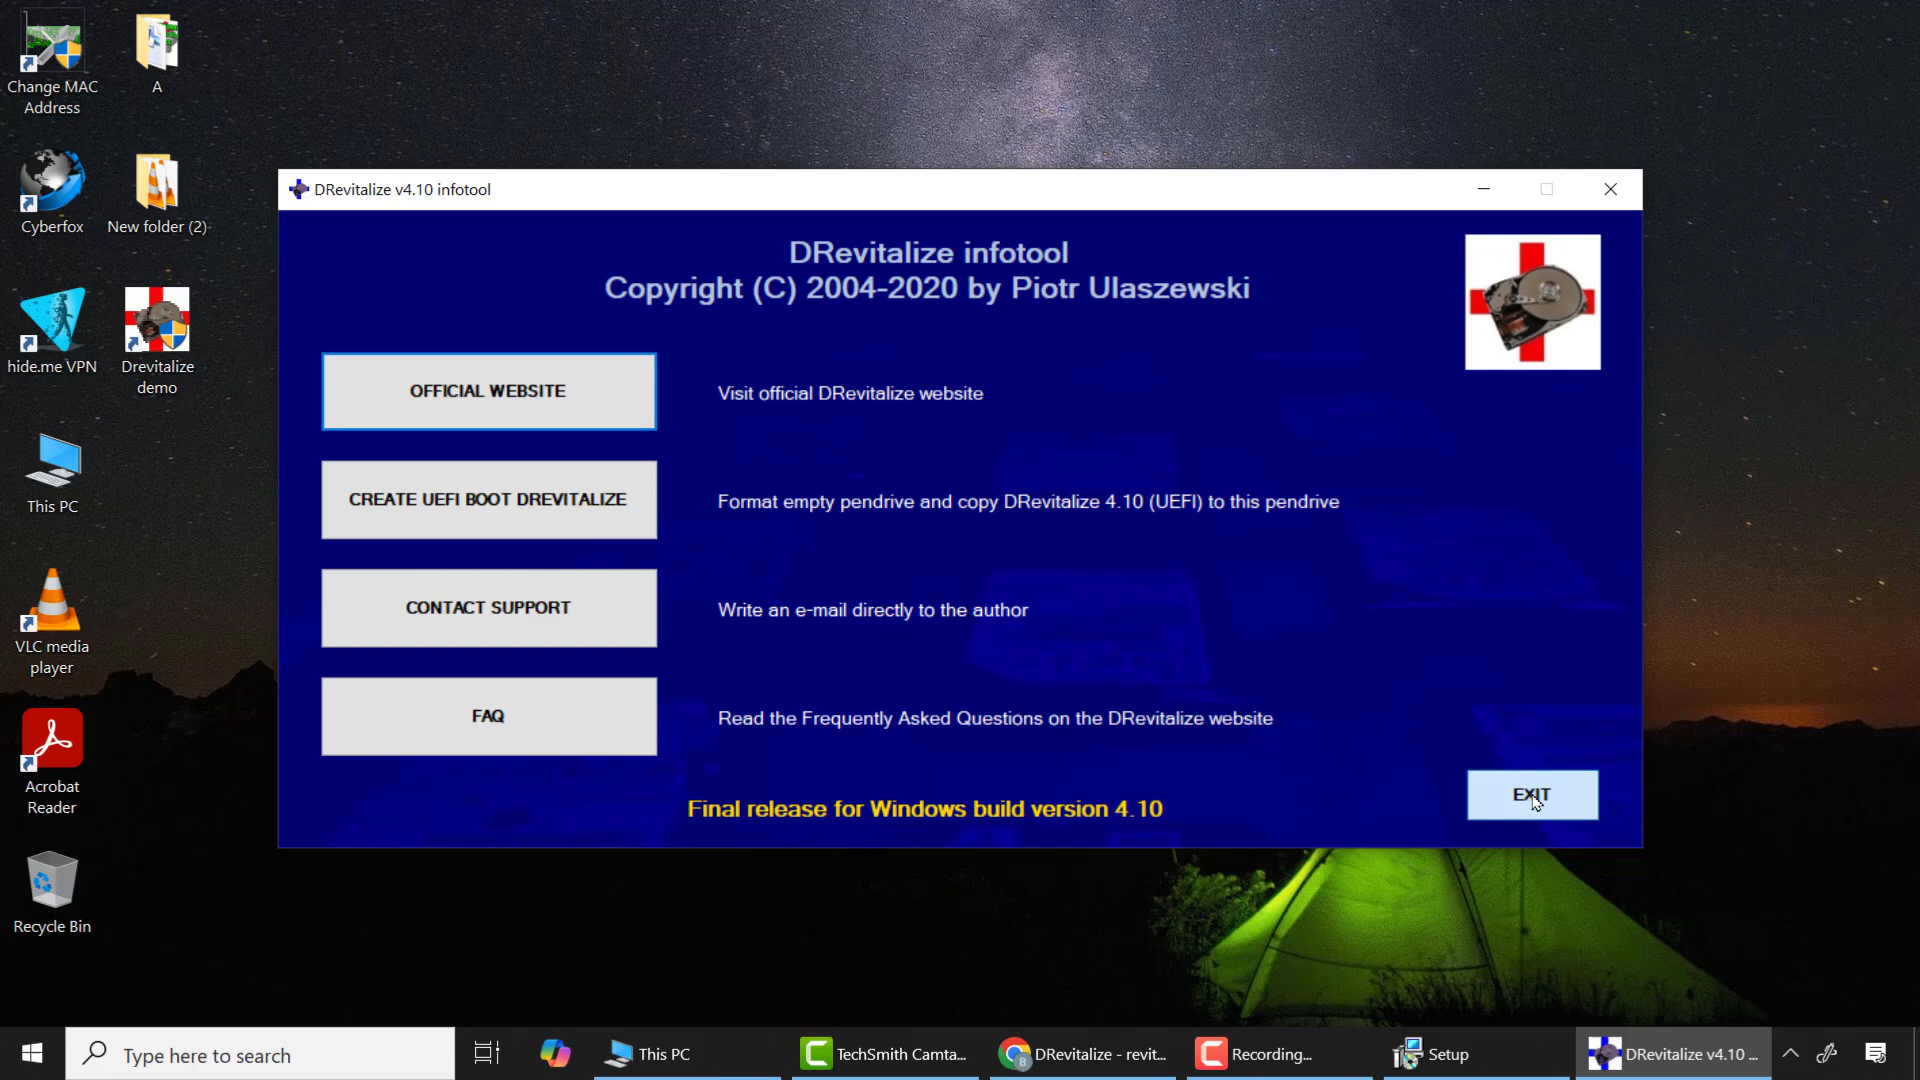 Change MAC
Address
A
Cyberfox
New folder (2)
hide.me VPN
Drevitalize
demo
This PC
VLC media
player
Acrobat
Reader
Recycle Bin
DRevitalize v4.10 infotool
DRevitalize infotool
Copyright (C) 2004-2020 by Piotr Ulaszewski
OFFICIAL WEBSITE
Visit official DRevitalize website
CREATE UEFI BOOT DREVITALIZE
Format empty pendrive and copy DRevitalize 4.10 (UEFI) to this pendrive
CONTACT SUPPORT
Write an e-mail directly to the author
FAQ
Read the Frequently Asked Questions on the DRevitalize website
EXIT
Final release for Windows build version 4.10
Type here to search
This PC
TechSmith Camta...
DRevitalize - revit...
Recording...
Setup
DRevitalize v4.10 ...